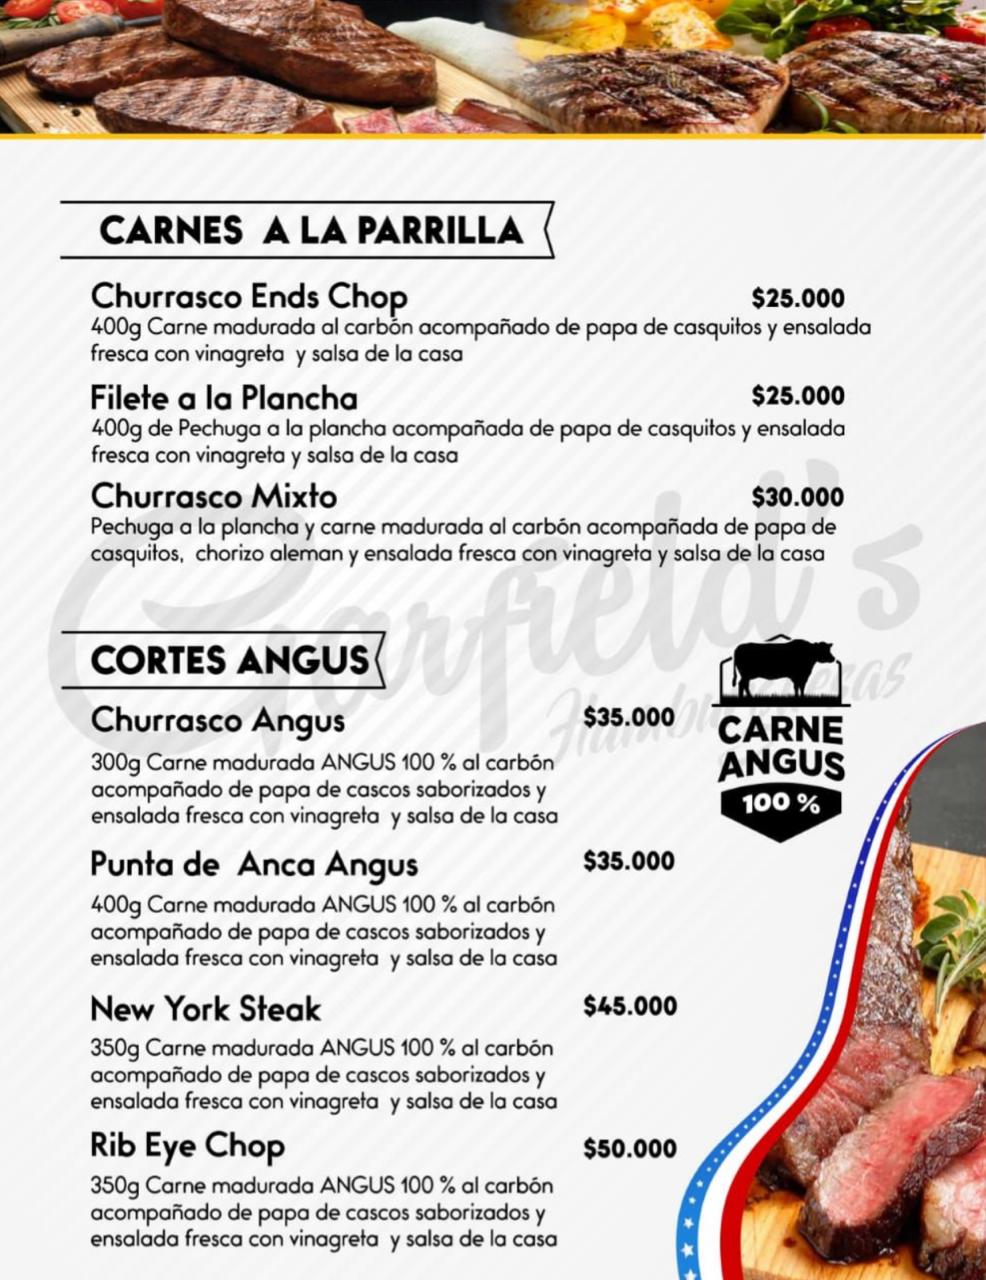 CARNES A LA PARRILLA
Churrasco Ends Chop $25.000
400g Carne madurada al carbón acompañado de papa de casquitos y ensalada
fresca con vinagreta y salsa de la casa
Filete a la Plancha $25.000
400g de Pechuga a la plancha acompañada de papa de casquitos y ensalada
fresca con vinagreta y salsa de la casa
Churrasco Mixto $30.000
Pechuga a la plancha y carne madurada al carbón acompañada de papa de
casquitos, chorizo aleman y ensalada fresca con vinagreta y salsa de la casa
Garfield's
Hamburguesas
CORTES ANGUS
Churrasco Angus $35.000
300g Carne madurada ANGUS 100 % al carbón
acompañado de papa de cascos saborizados y
ensalada fresca con vinagreta y salsa de la casa
CARNE
ANGUS
100 %
Punta de Anca Angus $35.000
400g Carne madurada ANGUS 100 % al carbón
acompañado de papa de cascos saborizados y
ensalada fresca con vinagreta y salsa de la casa
New York Steak $45.000
350g Carne madurada ANGUS 100 % al carbón
acompañado de papa de cascos saborizados y
ensalada fresca con vinagreta y salsa de la casa
Rib Eye Chop $50.000
350g Carne madurada ANGUS 100 % al carbón
acompañado de papa de cascos saborizados y
ensalada fresca con vinagreta y salsa de la casa